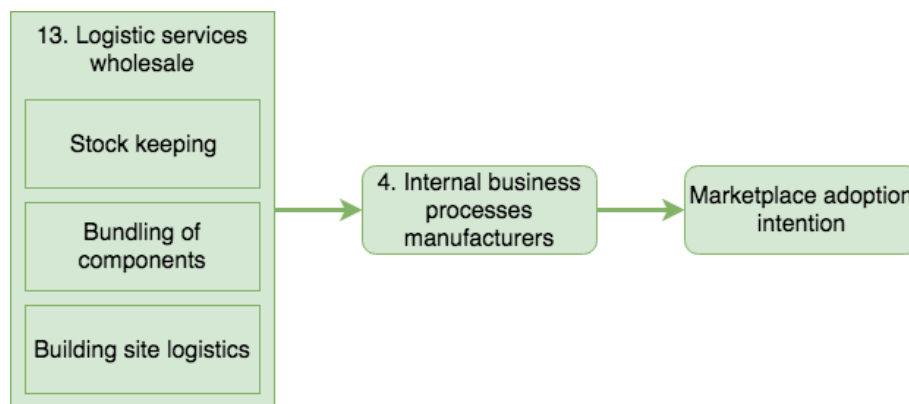 13. Logistic services
wholesale
Stock keeping
Bundling of
components
Building site logistics
4. Internal business
processes
manufacturers
Marketplace adoption
intention